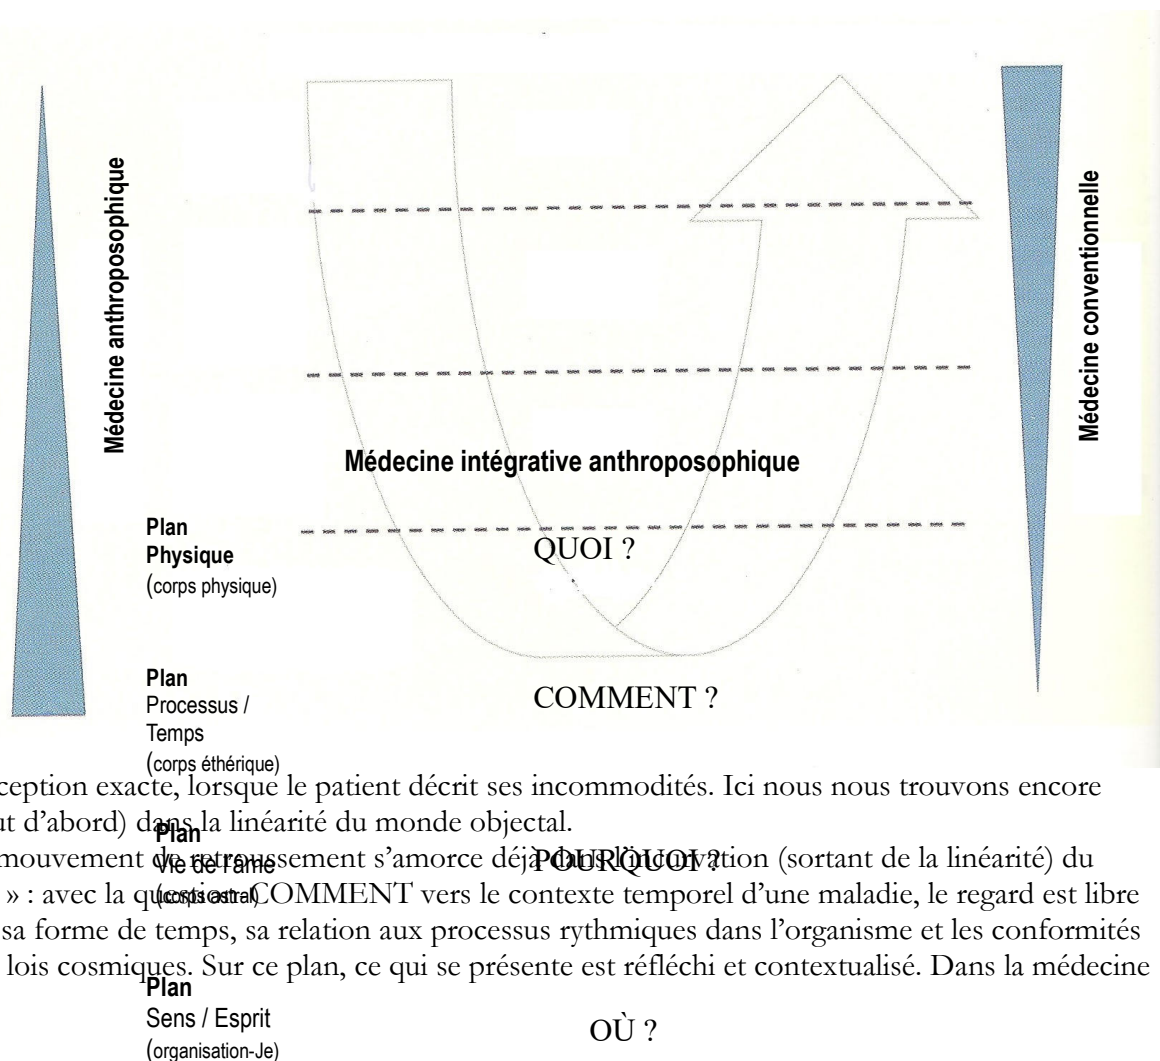 Médecine anthroposophique
Médecine conventionnelle
Médecine intégrative anthroposophique
Plan
Physique
(corps physique)
QUOI ?
Plan
Processus /
Temps
(corps éthérique)
COMMENT ?
ception exacte, lorsque le patient décrit ses incommodités. Ici nous nous trouvons encore
ut d’abord) dans la linéarité du monde objectal.
mouvement de retroussement s’amorce déjà dans l’incurvation (sortant de la linéarité) du
» : avec la question COMMENT vers le contexte temporel d’une maladie, le regard est libre
sa forme de temps, sa relation aux processus rythmiques dans l’organisme et les conformités
lois cosmiques. Sur ce plan, ce qui se présente est réfléchi et contextualisé. Dans la médecine
Plan
Vie de l’âme
(corps astral)
POURQUOI ?
Plan
Sens / Esprit
(organisation-Je)
OÙ ?